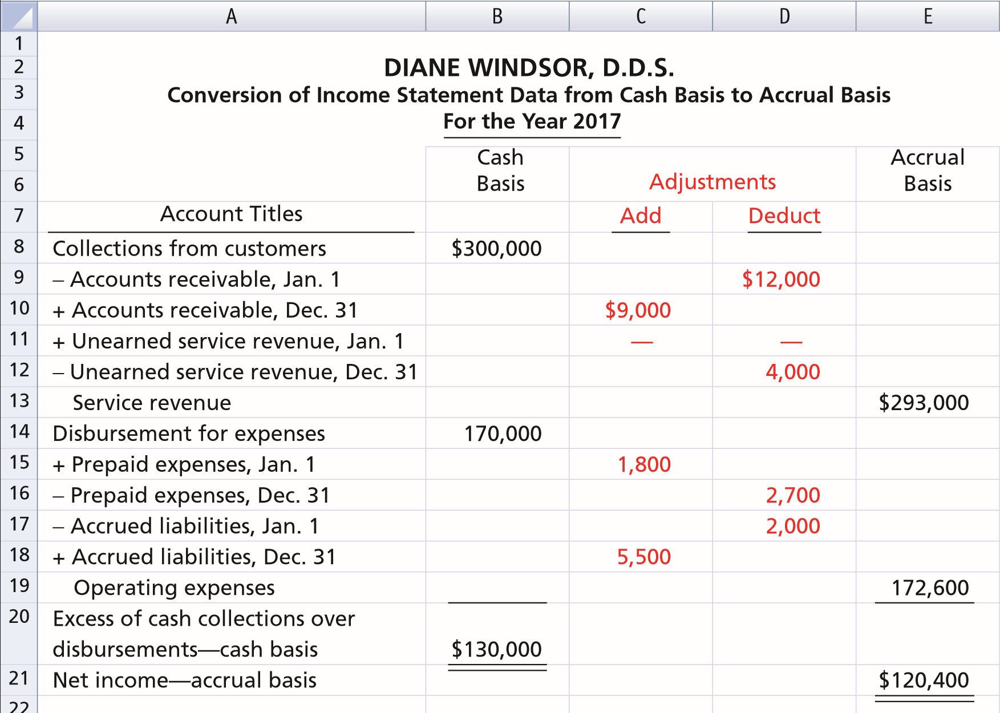 A B C D E
1
2 DIANE WINDSOR, D.D.S.
3 Conversion of Income Statement Data from Cash Basis to Accrual Basis
4 For the Year 2017
5 Cash Accrual
6 Basis Adjustments Basis
7 Account Titles Add Deduct
8 Collections from customers $300,000
9 – Accounts receivable, Jan. 1 $12,000
10 + Accounts receivable, Dec. 31 $9,000
11 + Unearned service revenue, Jan. 1 — —
12 – Unearned service revenue, Dec. 31 4,000
13 Service revenue $293,000
14 Disbursement for expenses 170,000
15 + Prepaid expenses, Jan. 1 1,800
16 – Prepaid expenses, Dec. 31 2,700
17 – Accrued liabilities, Jan. 1 2,000
18 + Accrued liabilities, Dec. 31 5,500
19 Operating expenses 172,600
20 Excess of cash collections over
disbursements—cash basis $130,000
21 Net income—accrual basis $120,400
22